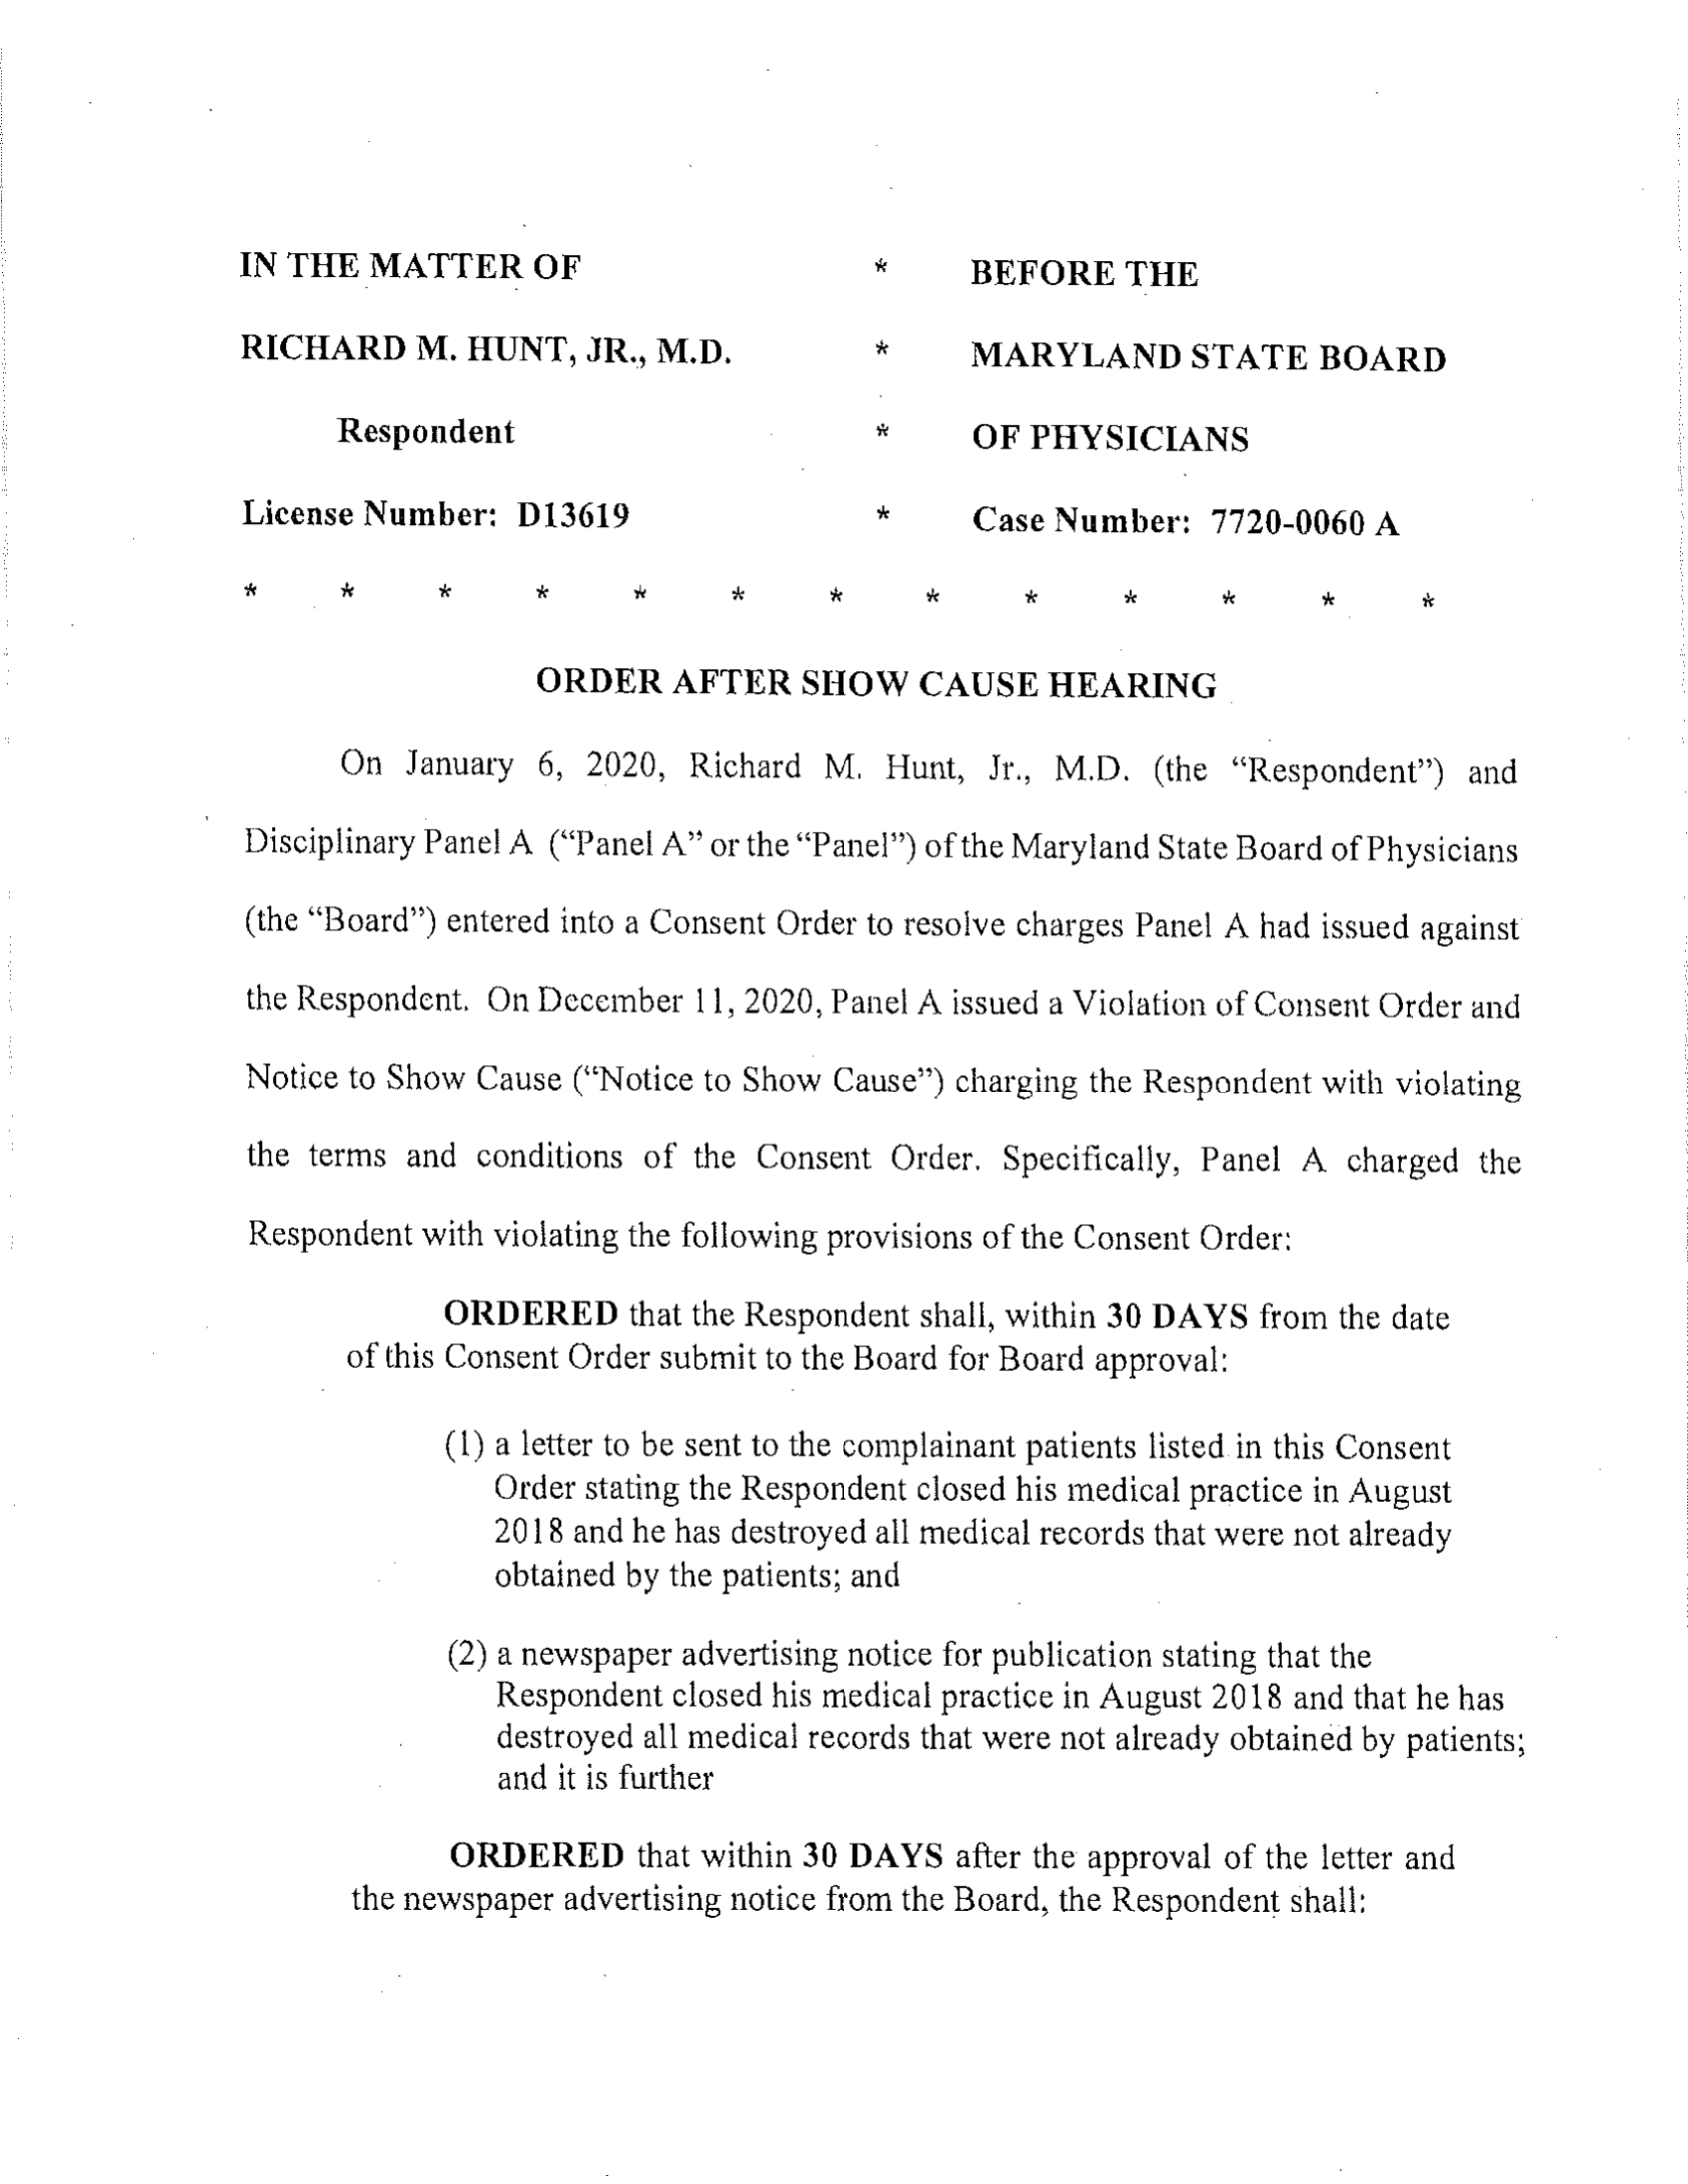 IN THE MATTER OF * BEFORE THE
RICHARD M. HUNT, JR., M.D. * MARYLAND STATE BOARD
Respondent * OF PHYSICIANS
License Number: D13619 * Case Number: 7720-0060 A
* * * * * * * * * * * * *
ORDER AFTER SHOW CAUSE HEARING
On January 6, 2020, Richard M. Hunt, Jr., M.D. (the “Respondent”) and
Disciplinary Panel A (“Panel A” or the “Panel”) of the Maryland State Board of Physicians
(the “Board”) entered into a Consent Order to resolve charges Panel A had issued against
the Respondent. On December 11, 2020, Panel A issued a Violation of Consent Order and
Notice to Show Cause (“Notice to Show Cause”) charging the Respondent with violating
the terms and conditions of the Consent Order. Specifically, Panel A charged the
Respondent with violating the following provisions of the Consent Order:
ORDERED that the Respondent shall, within 30 DAYS from the date
of this Consent Order submit to the Board for Board approval:
(1) a letter to be sent to the complainant patients listed in this Consent
Order stating the Respondent closed his medical practice in August
2018 and he has destroyed all medical records that were not already
obtained by the patients; and
(2) a newspaper advertising notice for publication stating that the
Respondent closed his medical practice in August 2018 and that he has
destroyed all medical records that were not already obtained by patients;
and it is further
ORDERED that within 30 DAYS after the approval of the letter and
the newspaper advertising notice from the Board, the Respondent shall: